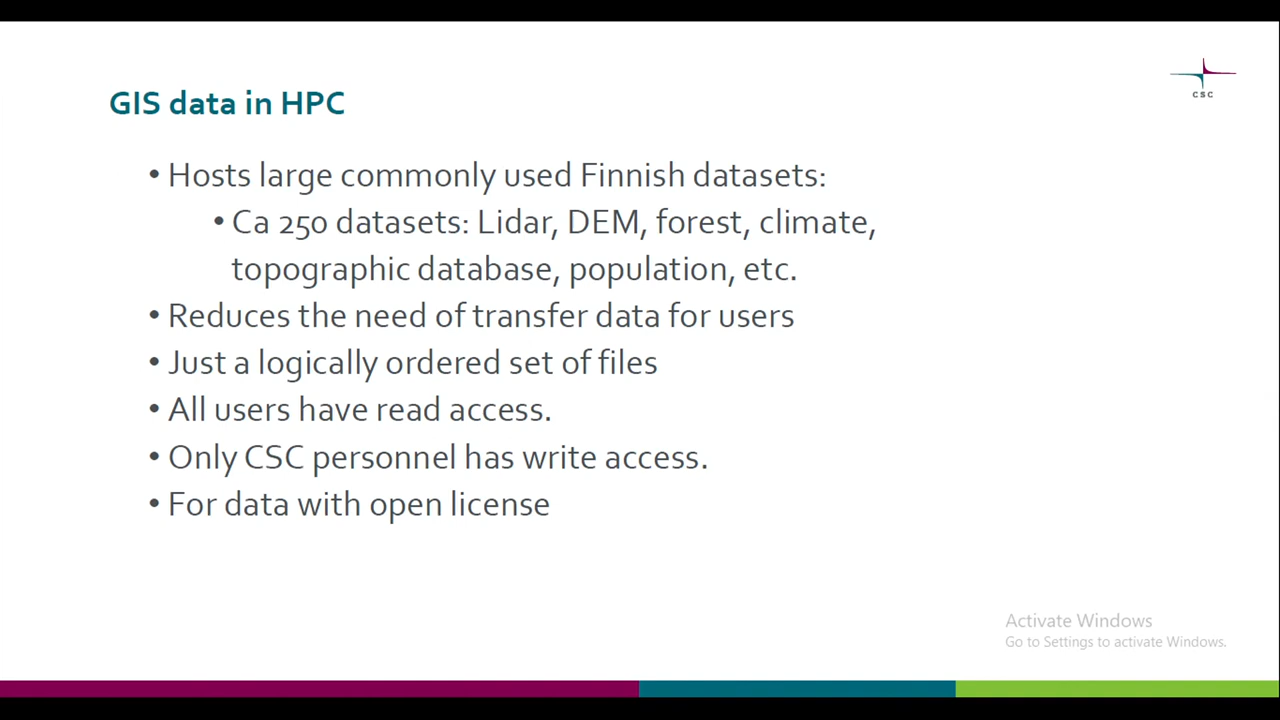 CSC
GIS data in HPC
• Hosts large commonly used Finnish datasets:
• Ca 250 datasets: Lidar, DEM, forest, climate,
topographic database, population, etc.
• Reduces the need of transfer data for users
• Just a logically ordered set of files
• All users have read access.
• Only CSC personnel has write access.
• For data with open license
Activate Windows
Go to Settings to activate Windows.